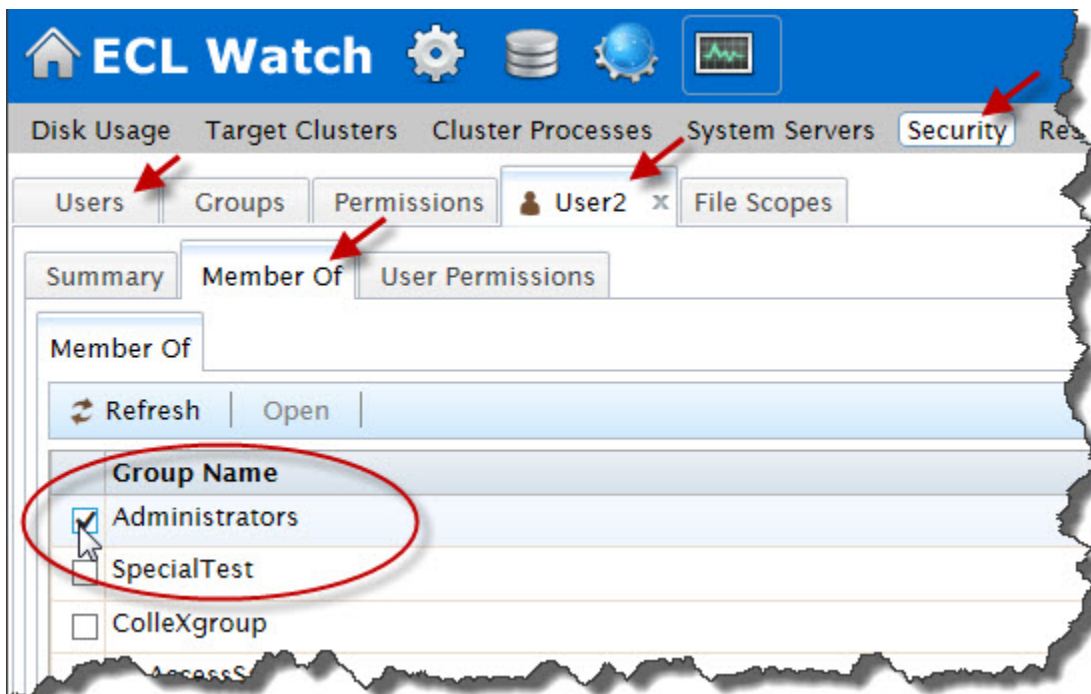 ECL Watch
Disk Usage Target Clusters Cluster Processes System Servers Security
Users Groups Permissions User2 x File Scopes
Summary Member Of User Permissions
Member Of
Refresh Open
Group Name
Administrators
SpecialTest
ColleXgroup